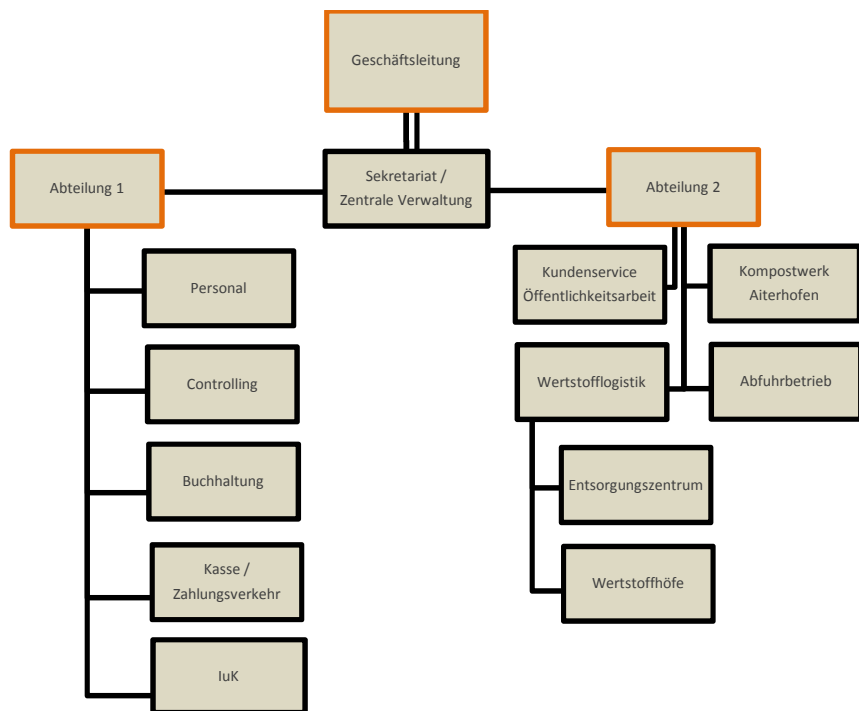 Geschäftsleitung
Abteilung 1
Sekretariat /
Zentrale Verwaltung
Abteilung 2
Personal
Controlling
Buchhaltung
Kasse /
Zahlungsverkehr
IuK
Kundenservice
Öffentlichkeitsarbeit
Kompostwerk
Aiterhofen
Wertstofflogistik
Abfuhrbetrieb
Entsorgungszentrum
Wertstoffhöfe